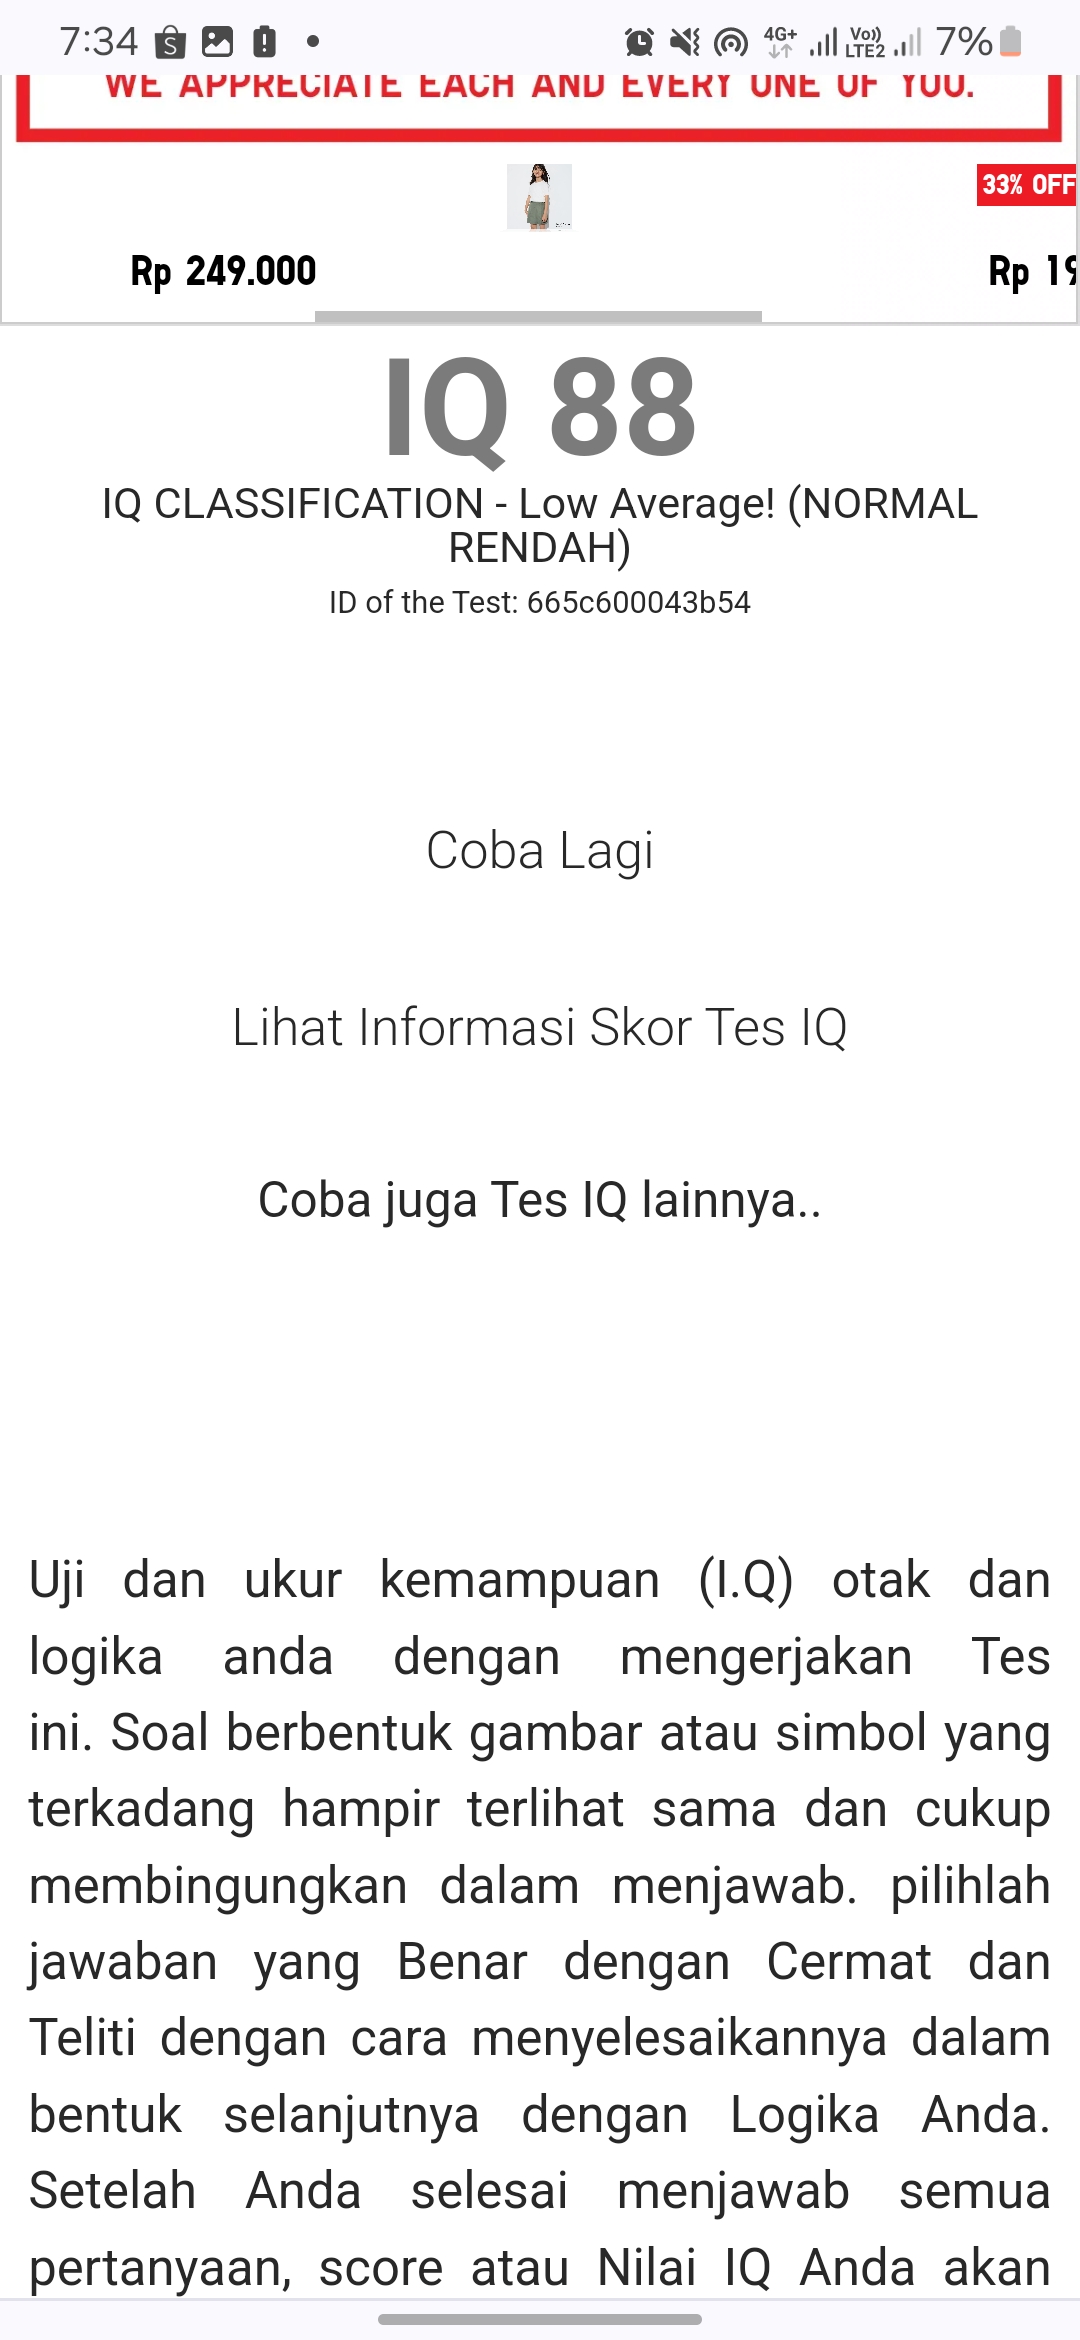 7:34
4G+
Vo))
LTE2
7%
WE APPRECIATE EACH AND EVERY ONE OF YOU.
33% OFF
Rp 249.000
Rp 19
IQ 88
IQ CLASSIFICATION - Low Average! (NORMAL
RENDAH)
ID of the Test: 665c600043b54
Coba Lagi
Lihat Informasi Skor Tes IQ
Coba juga Tes IQ lainnya..
Uji dan ukur kemampuan (I.Q) otak dan
logika anda dengan mengerjakan Tes
ini. Soal berbentuk gambar atau simbol yang
terkadang hampir terlihat sama dan cukup
membingungkan dalam menjawab. pilihlah
jawaban yang Benar dengan Cermat dan
Teliti dengan cara menyelesaikannya dalam
bentuk selanjutnya dengan Logika Anda.
Setelah Anda selesai menjawab semua
pertanyaan, score atau Nilai IQ Anda akan